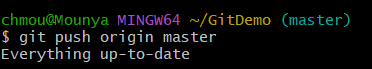 chmou@Mounya MINGW64 ~/GitDemo (master)
$ git push origin master
Everything up-to-date